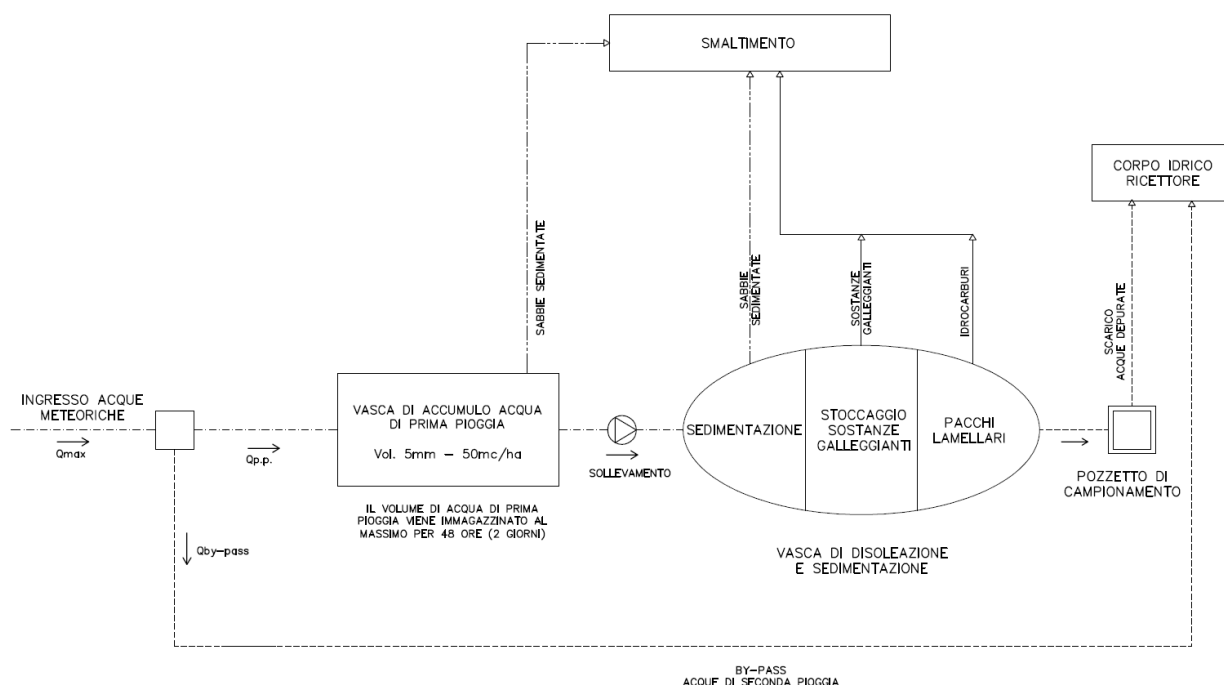 SMALTIMENTO
CORPO IDRICO
RICETTORE
SABBIE SEDIMENTATE
SABBIE
SEDIMENTATE
SOSTANZE
GALLEGGIANTI
IDROCARBURI
SCARICO
ACQUE DEPURATE
INGRESSO ACQUE
METEORICHE
Qmax
Qp.p.
VASCA DI ACCUMULO ACQUA
DI PRIMA PIOGGIA
Vol. 5mm – 50mc/ha
SOLLEVAMENTO
SEDIMENTAZIONE
STOCCAGGIO
SOSTANZE
GALLEGGIANTI
PACCHI
LAMELLARI
POZZETTO DI
CAMPIONAMENTO
IL VOLUME DI ACQUA DI PRIMA
PIOGGIA VIENE IMMAGAZZINATO AL
MASSIMO PER 48 ORE (2 GIORNI)
Qby–pass
VASCA DI DISOLEAZIONE
E SEDIMENTAZIONE
BY–PASS
ACQUE DI SECONDA PIOGGIA